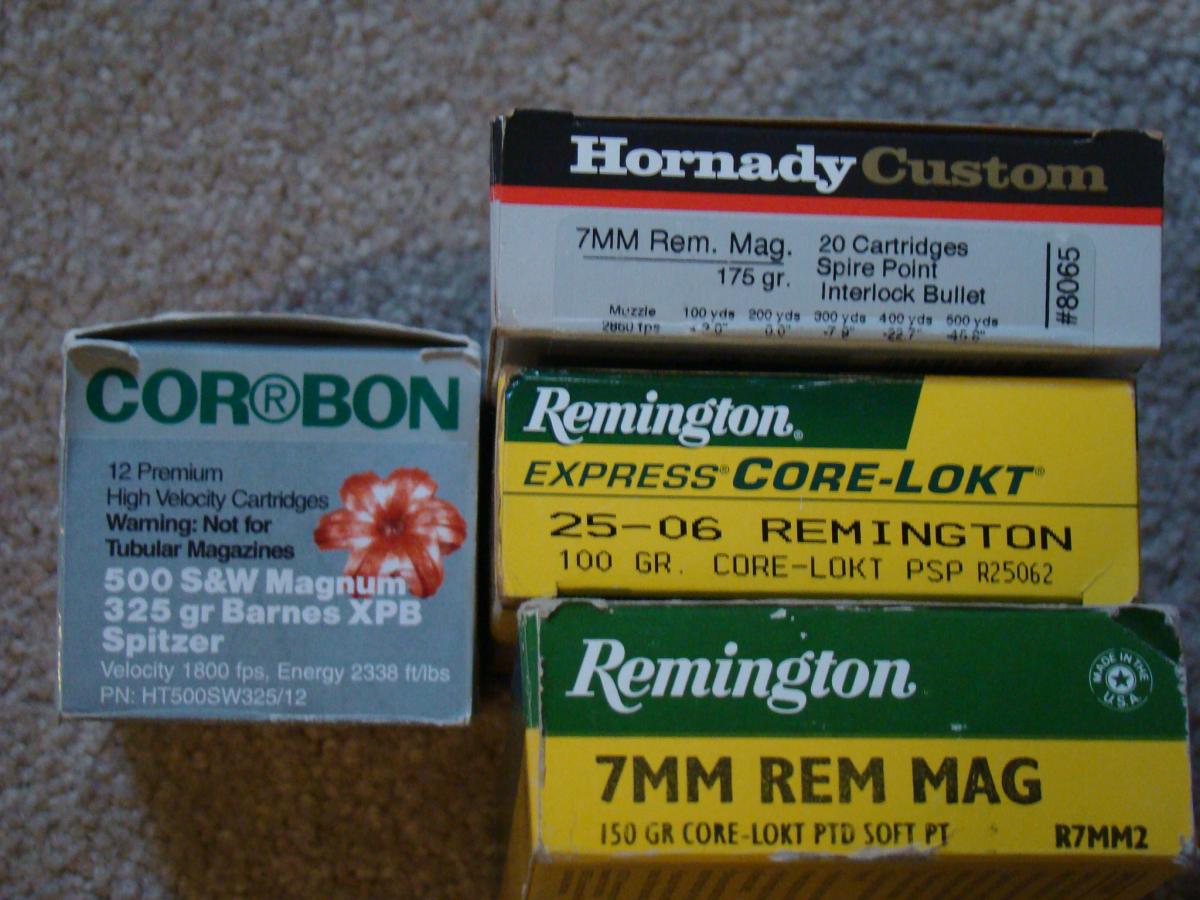 COR®BON
12 Premium
High Velocity Cartridges
Warning: Not for
Tubular Magazines
500 S&W Magnum
325 gr Barnes XPB
Spitzer
Velocity 1800 fps, Energy 2338 ft/lbs
PN: HT500SW325/12
Hornady Custom
7MM Rem. Mag.
175 gr.
20 Cartridges
Spire Point
Interlock Bullet
#8065
Muzzle 100 yds 200 yds 300 yds 400 yds 500 yds
2860 fps
Remington®
EXPRESS® CORE-LOKT®
25-06 REMINGTON
100 GR. CORE-LOKT PSP R25062
Remington
MADE IN THE U.S.A.
7MM REM MAG
150 GR CORE-LOKT PTD SOFT PT R7MM2